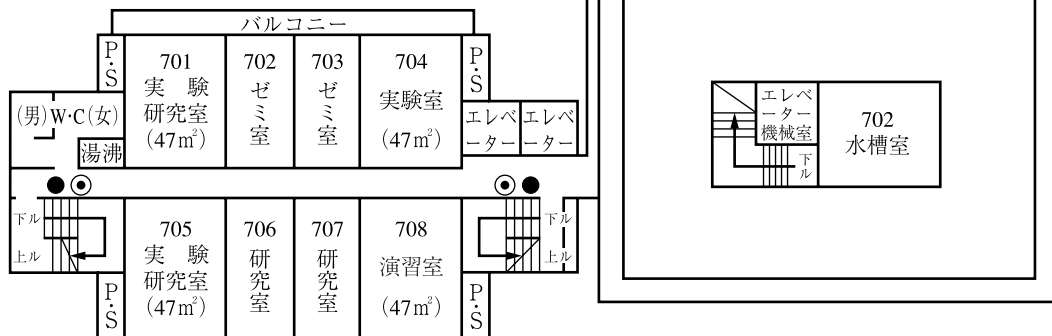 バルコニー
P・S
701
実 験
研究室
(47㎡)
702
ゼミ室
703
ゼミ室
704
実験室
(47㎡)
P・S
(男)W・C(女)
湯沸
エレベ
ーター
エレベ
ーター
下ル
上ル
705
実 験
研究室
(47㎡)
706
研究室
707
研究室
708
演習室
(47㎡)
下ル
上ル
P・S
P・S
エレベ
ーター
機械室
下ル
702
水槽室